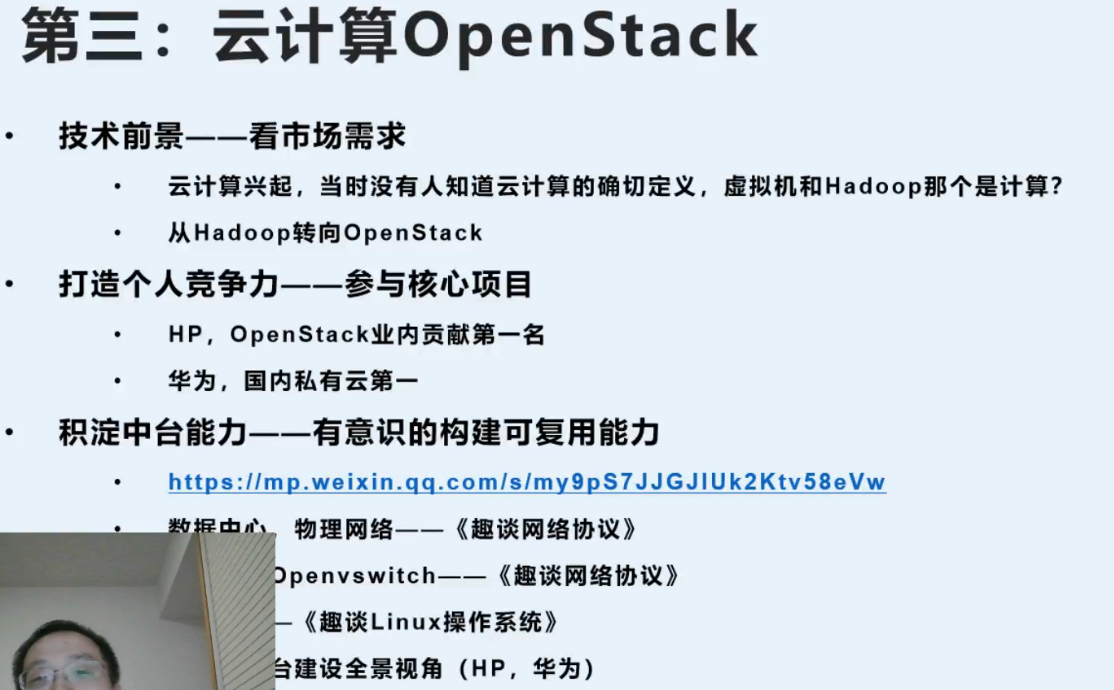 第三：云计算OpenStack
• 技术前景——看市场需求
• 云计算兴起，当时没有人知道云计算的确切定义，虚拟机和Hadoop那个是计算？
• 从Hadoop转向OpenStack
• 打造个人竞争力——参与核心项目
• HP，OpenStack业内贡献第一名
• 华为，国内私有云第一
• 积淀中台能力——有意识的构建可复用能力
• https://mp.weixin.qq.com/s/my9pS7JJGJIUk2Ktv58eVw
• 数据中心，物理网络——《趣谈网络协议》
Openvswitch——《趣谈网络协议》
—《趣谈Linux操作系统》
台建设全景视角（HP，华为）